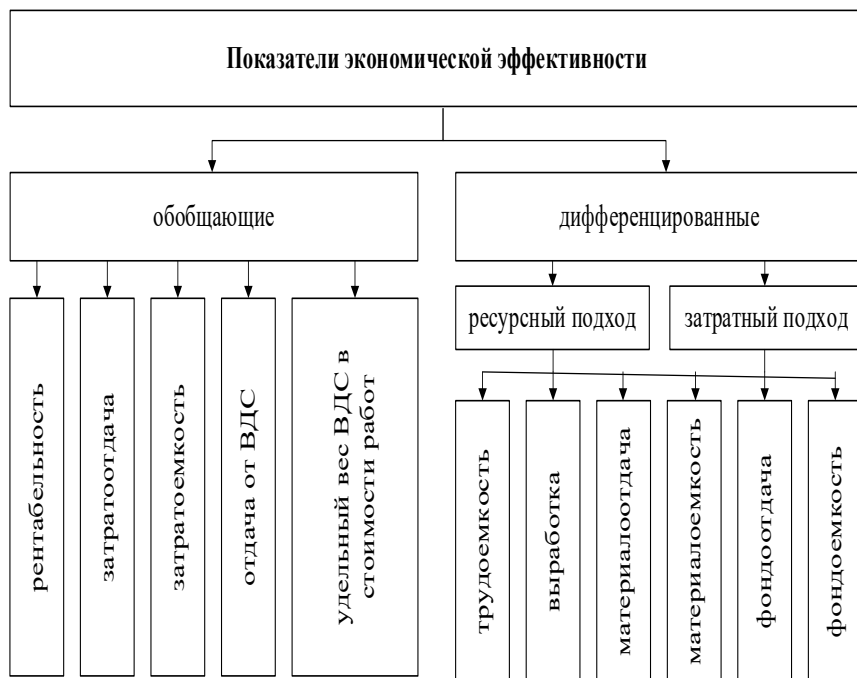 Показатели экономической эффективности
обобщающие
дифференцированные
ресурсный подход
затратный подход
рентабельность
затратоотдача
затратоемкость
отдача от ВДС
удельный вес ВДС в
стоимости работ
трудоемкость
выработка
материалоотдача
материалоемкость
фондоотдача
фондоемкость